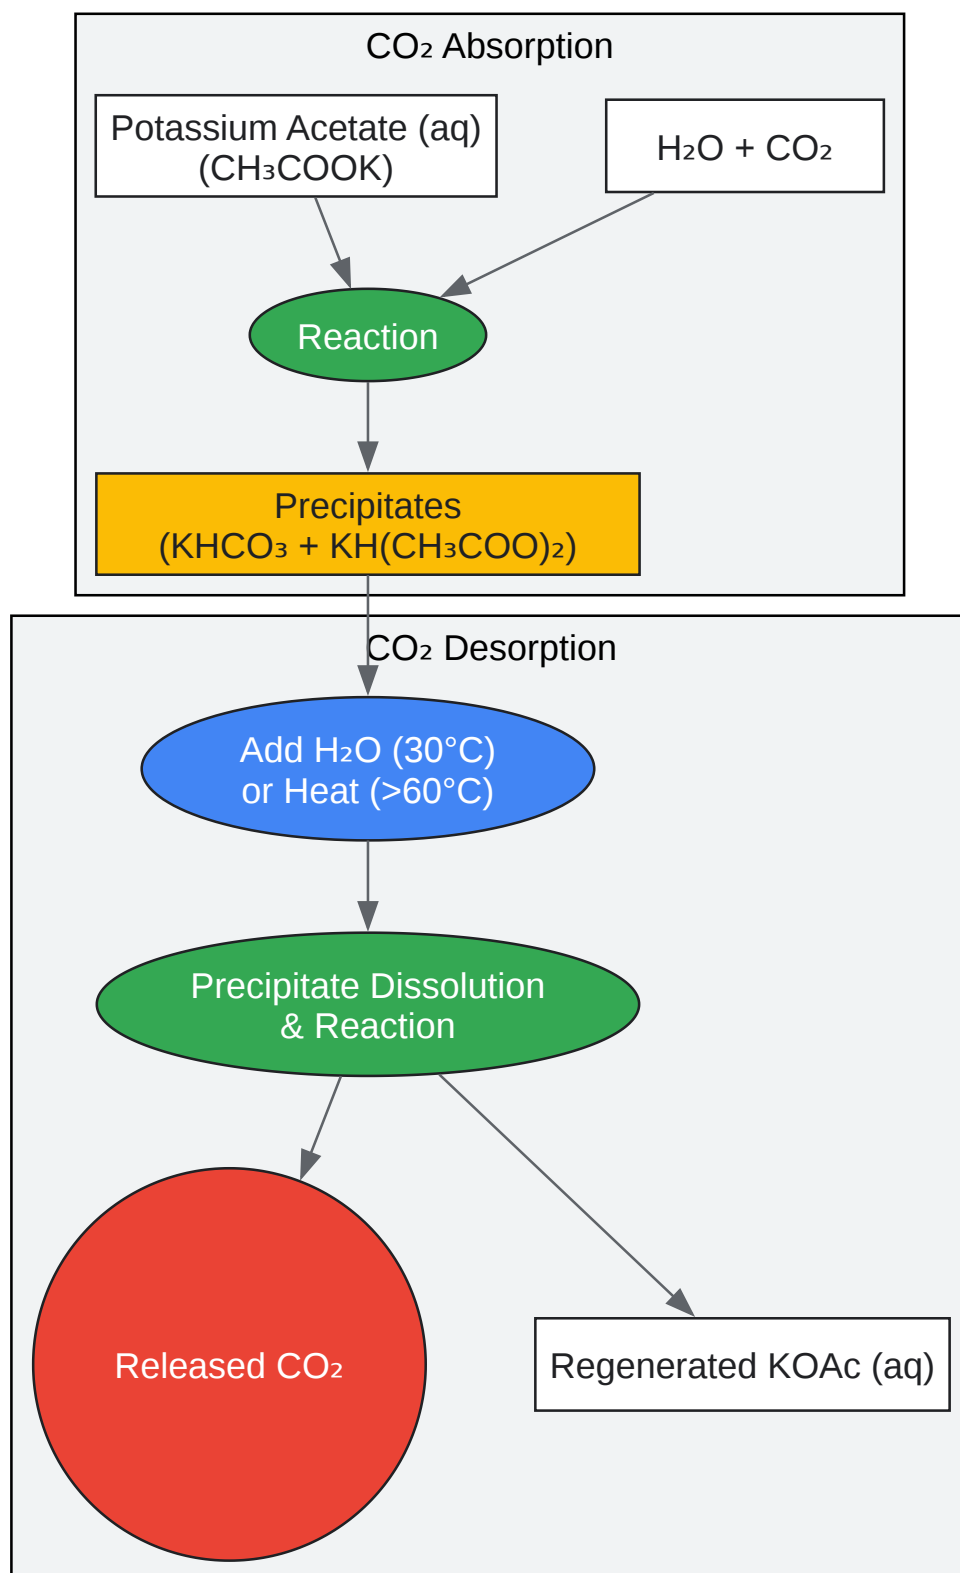 CO₂ Absorption
Potassium Acetate (aq)
(CH₃COOK)
H₂O + CO₂
Reaction
Precipitates
(KHCO₃ + KH(CH₃COO)₂)
CO₂ Desorption
Add H₂O (30°C)
or Heat (>60°C)
Precipitate Dissolution
& Reaction
Released CO₂
Regenerated KOAc (aq)